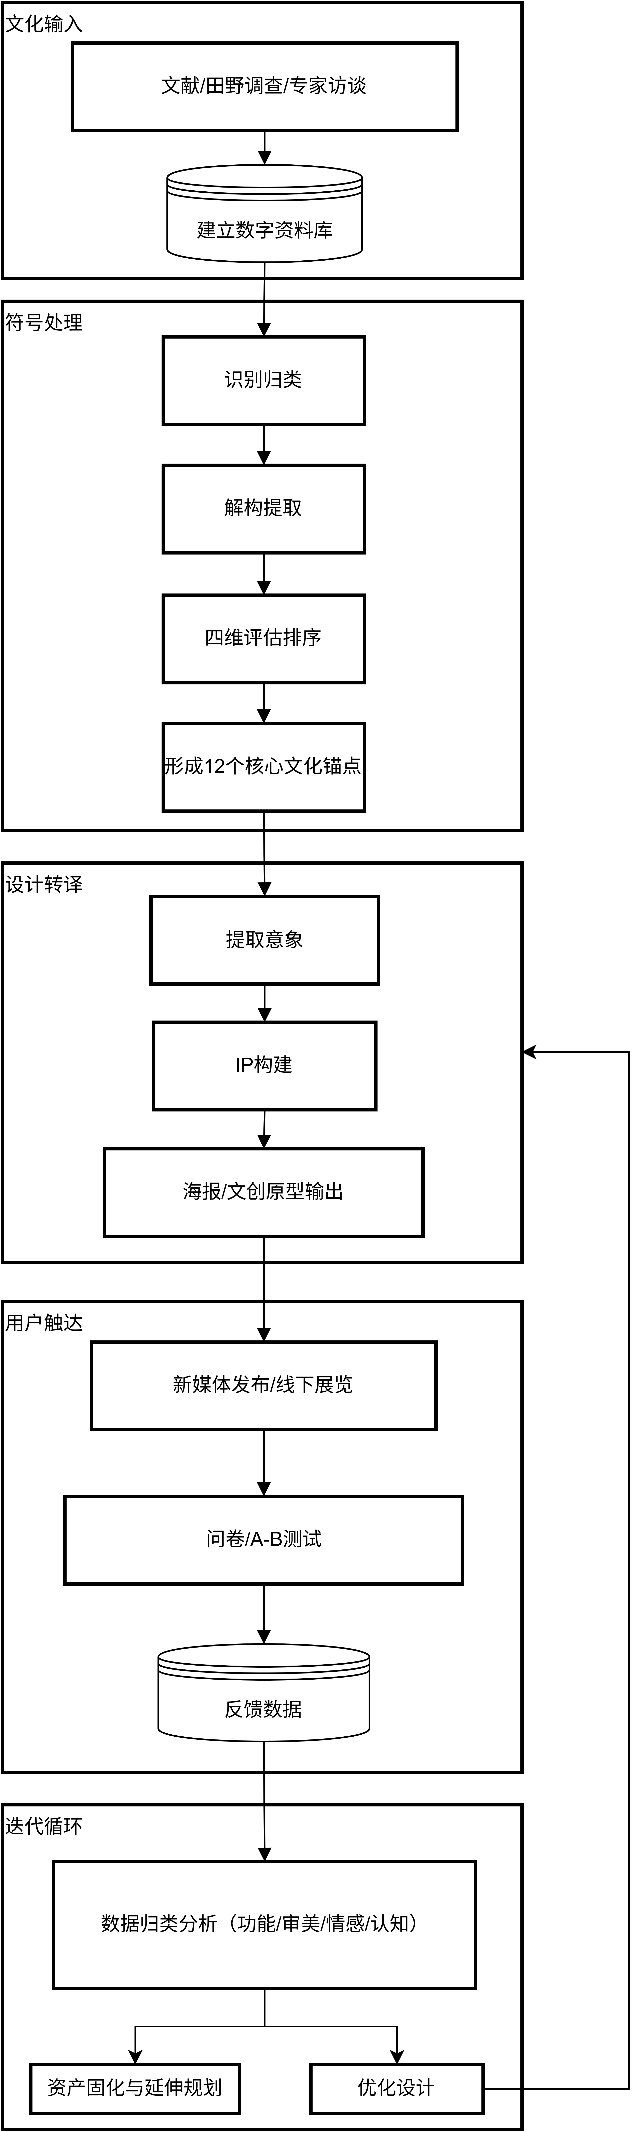 文化输入
文献/田野调查/专家访谈
建立数字资料库
符号处理
识别归类
解构提取
四维评估排序
形成12个核心文化锚点
设计转译
提取意象
IP构建
海报/文创原型输出
用户触达
新媒体发布/线下展览
问卷/A-B测试
反馈数据
迭代循环
数据归类分析（功能/审美/情感/认知）
资产固化与延伸规划
优化设计